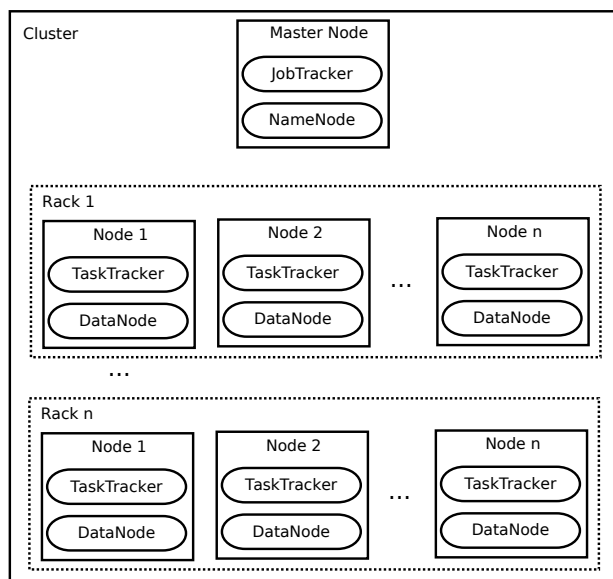 Cluster
Master Node
JobTracker
NameNode
Rack 1
Node 1
TaskTracker
DataNode
Node 2
TaskTracker
DataNode
...
Node n
TaskTracker
DataNode
...
Rack n
Node 1
TaskTracker
DataNode
Node 2
TaskTracker
DataNode
...
Node n
TaskTracker
DataNode